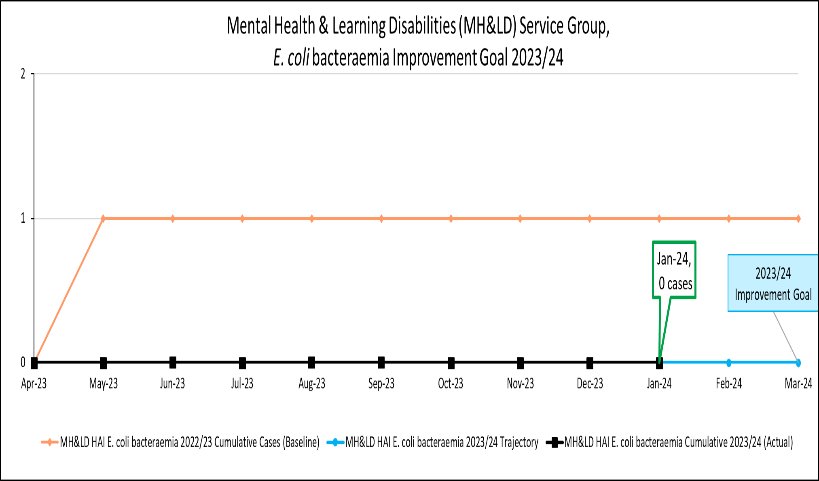 Mental Health & Learning Disabilities (MH&LD) Service Group,
E. coli bacteraemia Improvement Goal 2023/24
2
1
0
Jan-24,
0 cases
2023/24
Improvement Goal
Apr-23 May-23 Jun-23 Jul-23 Aug-23 Sep-23 Oct-23 Nov-23 Dec-23 Jan-24 Feb-24 Mar-24
MH&LD HAI E. coli bacteraemia 2022/23 Cumulative Cases (Baseline) MH&LD HAI E. coli bacteraemia 2023/24 Trajectory MH&LD HAI E. coli bacteraemia Cumulative 2023/24 (Actual)